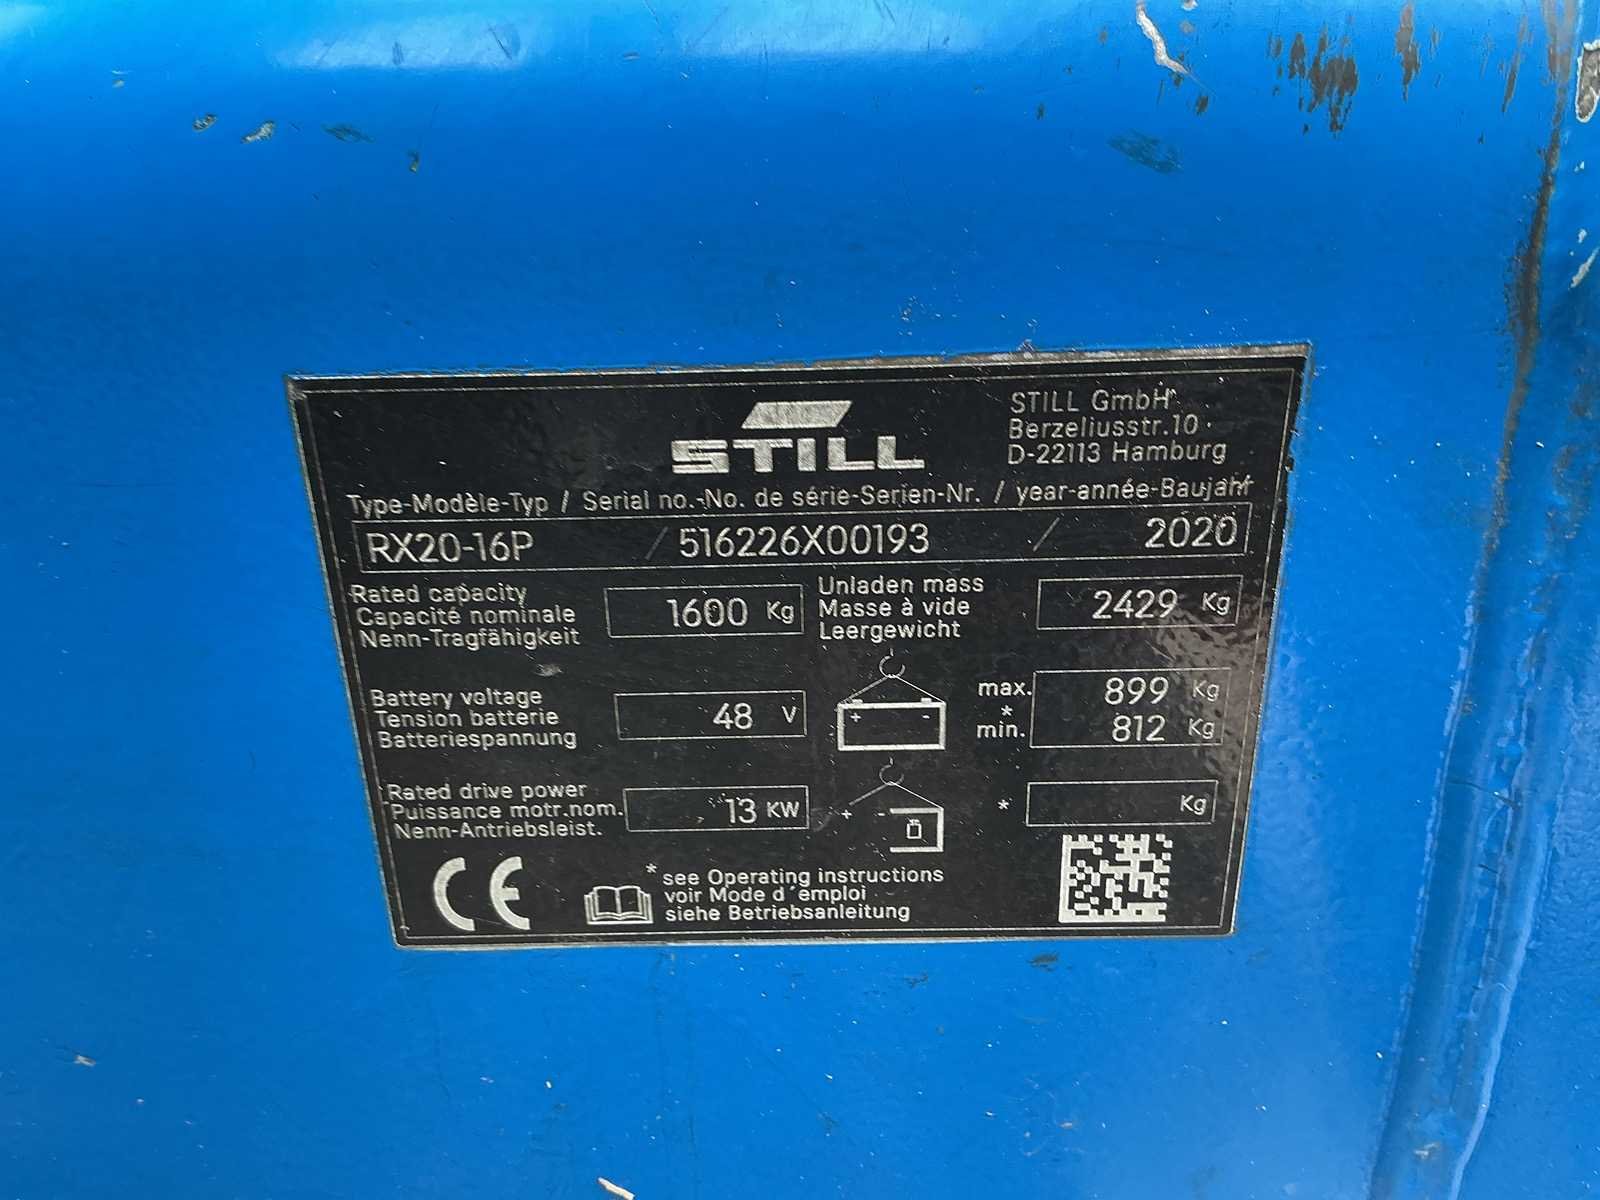 STILL
STILL GmbH
Berzeliusstr.10
D-22113 Hamburg
Type-Modèle-Typ / Serial no.-No. de série-Serien-Nr. / year-année-Baujahr
RX20-16P / 516226X00193 / 2020
Rated capacity
Capacité nominale
Nenn-Tragfähigkeit
1600 Kg
Unladen mass
Masse à vide
Leergewicht
2429 Kg
Battery voltage
Tension batterie
Batteriespannung
48 V
+ -
max. 899 Kg
*
min. 812 Kg
Rated drive power
Puissance motr.nom.
Nenn-Antriebsleist.
13 KW
+ -
* Kg
CE
* see Operating instructions
voir Mode d´emploi
siehe Betriebsanleitung